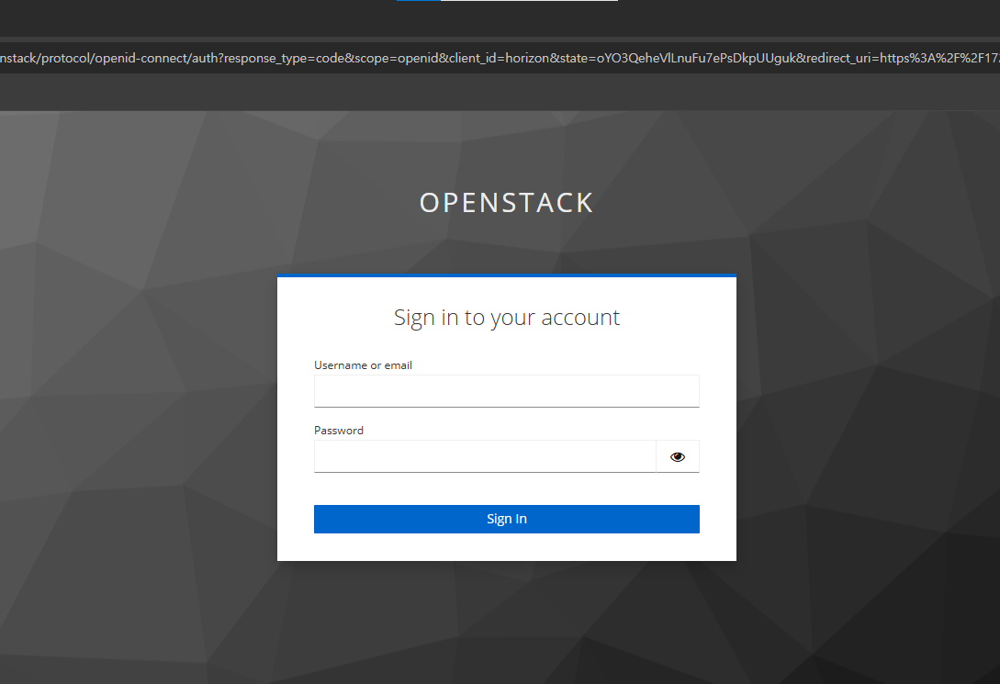 nstack/protocol/openid-connect/auth?response_type=code&scope=openid&client_id=horizon&state=oYO3QeheVlLnuFu7ePsDkpUUguk&redirect_uri=https%3A%2F%2F17
OPENSTACK
Sign in to your account
Username or email
Password
Sign In